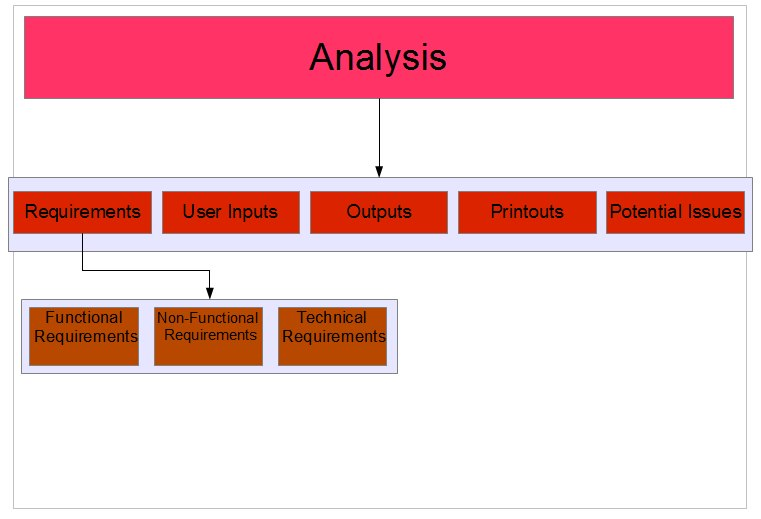 Analysis
Requirements
User Inputs
Outputs
Printouts
Potential Issues
Functional
Requirements
Non-Functional
Requirements
Technical
Requirements